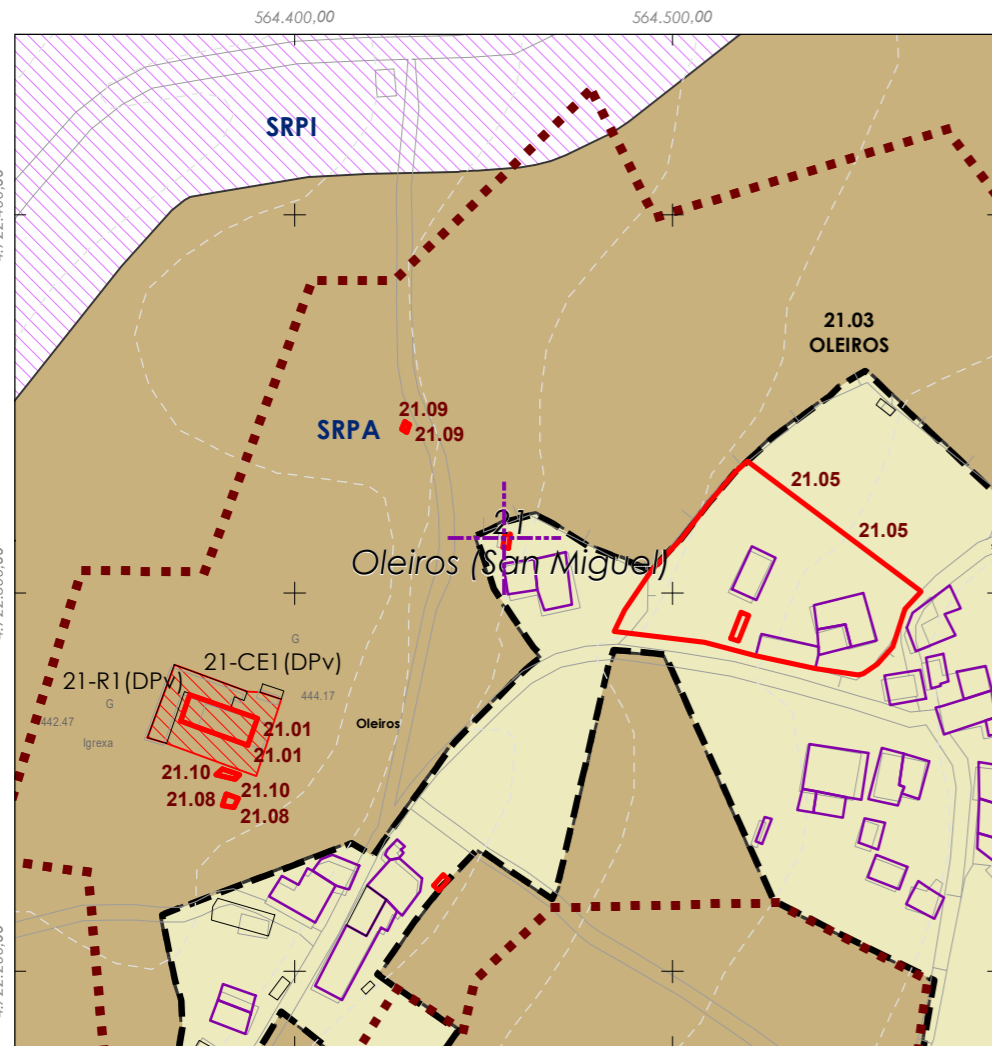 564.400,00
564.500,00
SRPI
21.03
OLEIROS
21.09
SRPA
21.09
21.05
21.05
21
Oleiros (San Miguel)
G
21-CE1(DPv)
21-R1(DPv)
444.17
G
442.47
Oleiros
21.01
Igrexa
21.01
21.10
21.10
21.08
21.08